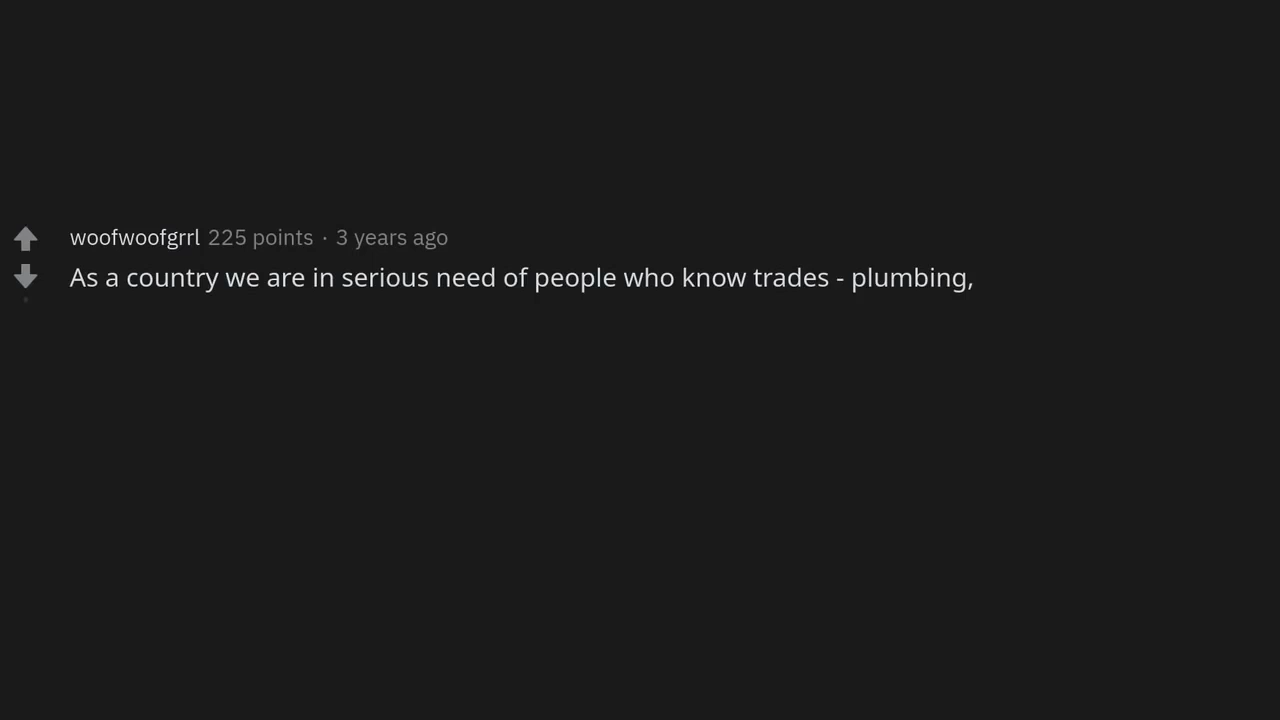 woofwoofgrrl 225 points · 3 years ago
As a country we are in serious need of people who know trades - plumbing,